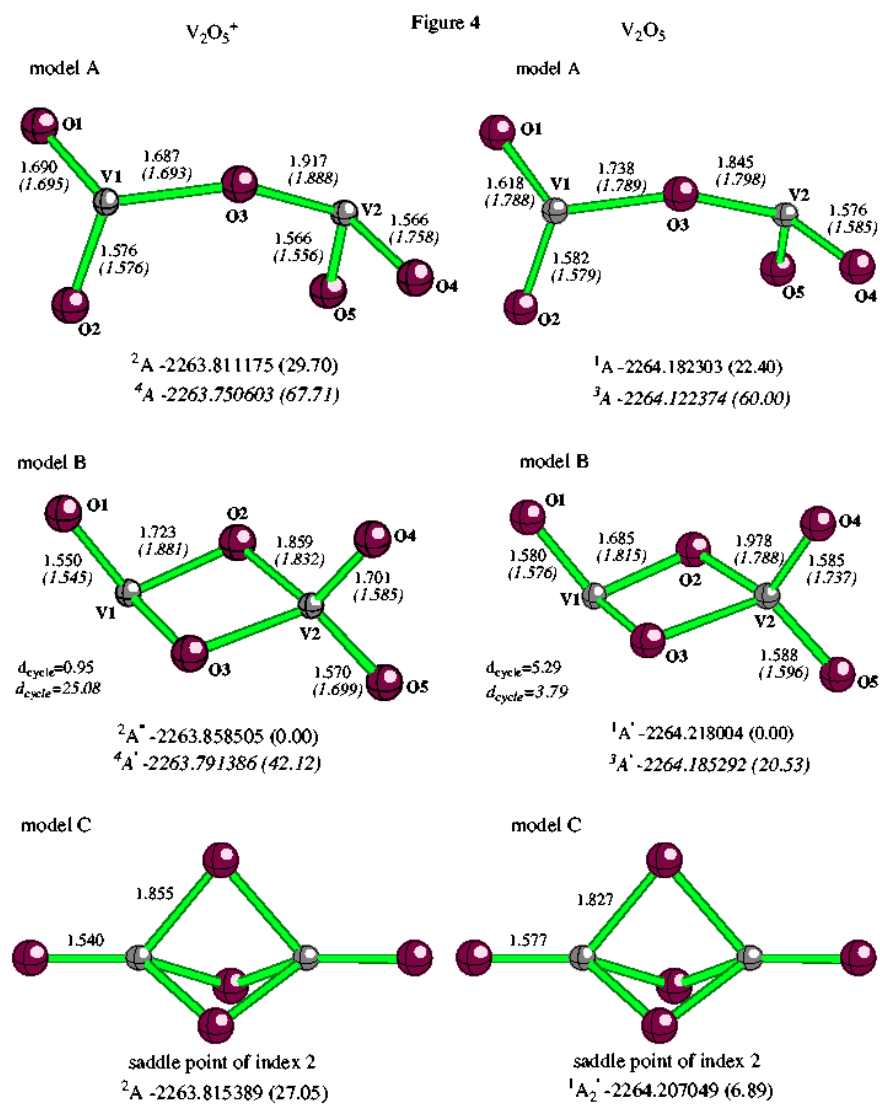 Figure 4
V₂O₅⁺
V₂O₅
model A
O1
1.690
(1.695)
V1
1.687
(1.693)
O3
1.917
(1.888)
V2
1.566
(1.758)
1.566
(1.556)
O4
O5
1.576
(1.576)
O2
²A -2263.811175 (29.70)
⁴A -2263.750603 (67.71)
model A
O1
1.618
(1.788)
V1
1.738
(1.789)
O3
1.845
(1.798)
V2
1.576
(1.585)
O5
O4
1.582
(1.579)
O2
¹A -2264.182303 (22.40)
³A -2264.122374 (60.00)
model B
O1
1.550
(1.545)
V1
1.723
(1.881)
O2
1.859
(1.832)
O4
1.701
(1.585)
V2
O3
1.570
(1.699)
O5
d_cycle=0.95
d_cycle=25.08
²A" -2263.858505 (0.00)
⁴A' -2263.791386 (42.12)
model B
O1
1.580
(1.576)
V1
1.685
(1.815)
O2
1.978
(1.788)
O4
1.585
(1.737)
V2
O3
1.588
(1.596)
O5
d_cycle=5.29
d_cycle=3.79
¹A' -2264.218004 (0.00)
³A' -2264.185292 (20.53)
model C
1.855
1.540
saddle point of index 2
²A -2263.815389 (27.05)
model C
1.827
1.577
saddle point of index 2
¹A₂' -2264.207049 (6.89)